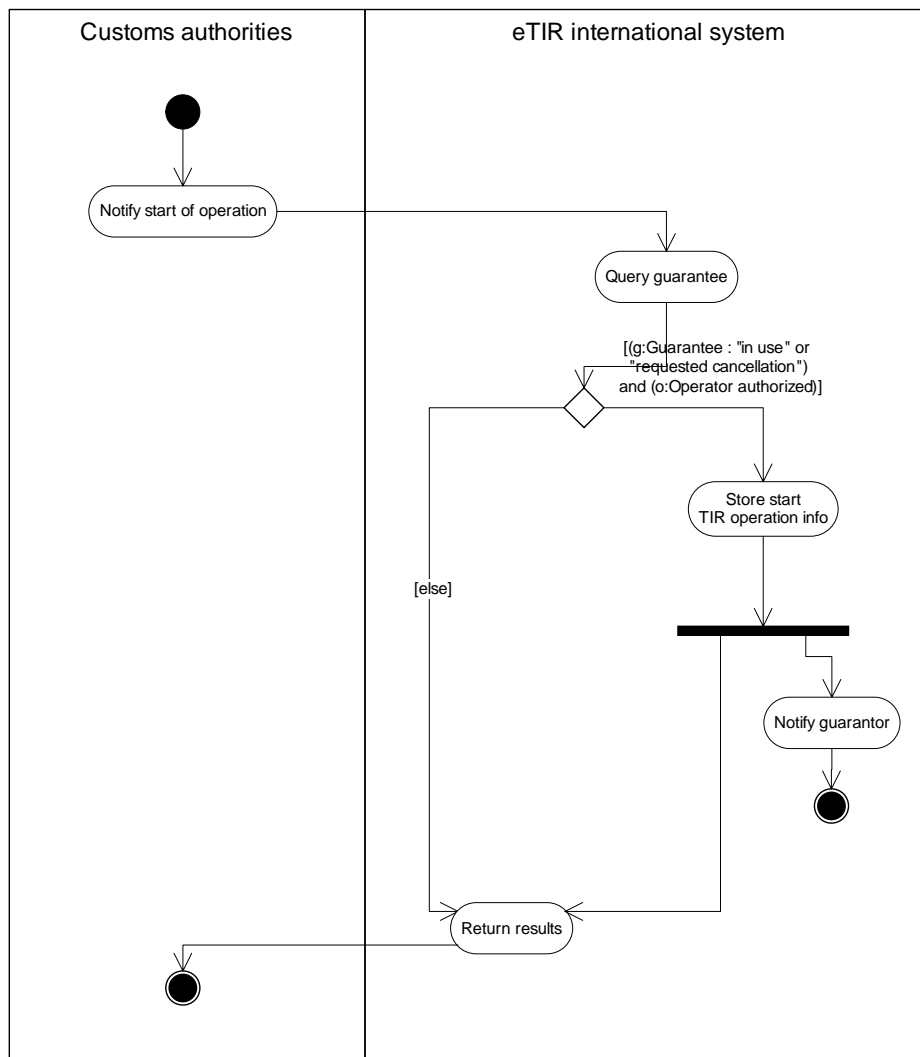 Customs authorities
eTIR international system
Notify start of operation
Query guarantee
[(g:Guarantee : "in use" or
"requested cancellation")
and (o:Operator authorized)]
Store start
TIR operation info
[else]
Notify guarantor
Return results